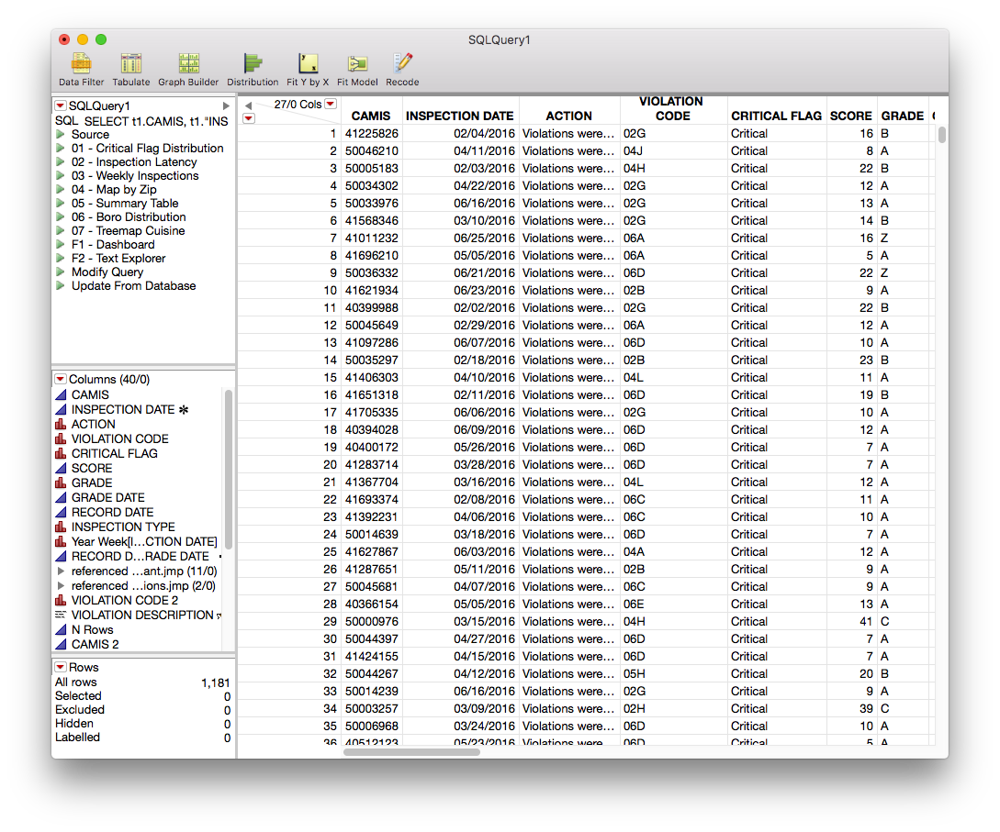 SQLQuery1
Data Filter Tabulate Graph Builder Distribution Fit Y by X Fit Model Recode
SQLQuery1
SQL SELECT t1.CAMIS, t1."INS
Source
01 - Critical Flag Distribution
02 - Inspection Latency
03 - Weekly Inspections
04 - Map by Zip
05 - Summary Table
06 - Boro Distribution
07 - Treemap Cuisine
F1 - Dashboard
F2 - Text Explorer
Modify Query
Update From Database
Columns (40/0)
CAMIS
INSPECTION DATE *
ACTION
VIOLATION CODE
CRITICAL FLAG
SCORE
GRADE
GRADE DATE
RECORD DATE
INSPECTION TYPE
Year Week[I...CTION DATE]
RECORD D...RADE DATE
referenced ...ant.jmp (11/0)
referenced ...ions.jmp (2/0)
VIOLATION CODE 2
VIOLATION DESCRIPTION
N Rows
CAMIS 2
Rows
All rows 1,181
Selected 0
Excluded 0
Hidden 0
Labelled 0
27/0 Cols
CAMIS INSPECTION DATE ACTION VIOLATION CODE CRITICAL FLAG SCORE GRADE
1 41225826 02/04/2016 Violations were... 02G Critical 16 B
2 50046210 04/11/2016 Violations were... 04J Critical 8 A
3 50005183 02/03/2016 Violations were... 04H Critical 22 B
4 50034302 04/22/2016 Violations were... 02G Critical 12 A
5 50033976 06/16/2016 Violations were... 02G Critical 13 A
6 41568346 03/10/2016 Violations were... 02G Critical 14 B
7 41011232 06/25/2016 Violations were... 06A Critical 16 Z
8 41696210 05/05/2016 Violations were... 06A Critical 5 A
9 50036332 06/21/2016 Violations were... 06D Critical 22 Z
10 41621934 06/23/2016 Violations were... 02B Critical 9 A
11 40399988 02/02/2016 Violations were... 02G Critical 22 B
12 50045649 02/29/2016 Violations were... 06A Critical 12 A
13 41097286 06/07/2016 Violations were... 06D Critical 10 A
14 50035297 02/18/2016 Violations were... 02B Critical 23 B
15 41406303 04/10/2016 Violations were... 04L Critical 11 A
16 41651318 02/11/2016 Violations were... 06D Critical 19 B
17 41705335 06/06/2016 Violations were... 02G Critical 10 A
18 40394028 06/09/2016 Violations were... 06D Critical 12 A
19 40400172 05/26/2016 Violations were... 06D Critical 7 A
20 41283714 03/28/2016 Violations were... 06D Critical 7 A
21 41367704 03/16/2016 Violations were... 04L Critical 12 A
22 41693374 02/08/2016 Violations were... 06C Critical 11 A
23 41392231 04/06/2016 Violations were... 06C Critical 10 A
24 50014639 03/18/2016 Violations were... 06D Critical 7 A
25 41627867 06/03/2016 Violations were... 04A Critical 12 A
26 41287651 05/11/2016 Violations were... 02B Critical 9 A
27 50045681 04/07/2016 Violations were... 06C Critical 9 A
28 40366154 05/05/2016 Violations were... 06E Critical 13 A
29 50000976 03/15/2016 Violations were... 04H Critical 41 C
30 50044397 04/27/2016 Violations were... 06D Critical 7 A
31 41424155 04/15/2016 Violations were... 06D Critical 7 A
32 50044267 04/12/2016 Violations were... 05H Critical 20 B
33 50014239 06/16/2016 Violations were... 02G Critical 9 A
34 50003257 03/09/2016 Violations were... 02H Critical 39 C
35 50006968 03/24/2016 Violations were... 06D Critical 10 A
36 40512123 05/23/2016 Violations were... 06D Critical 5 A